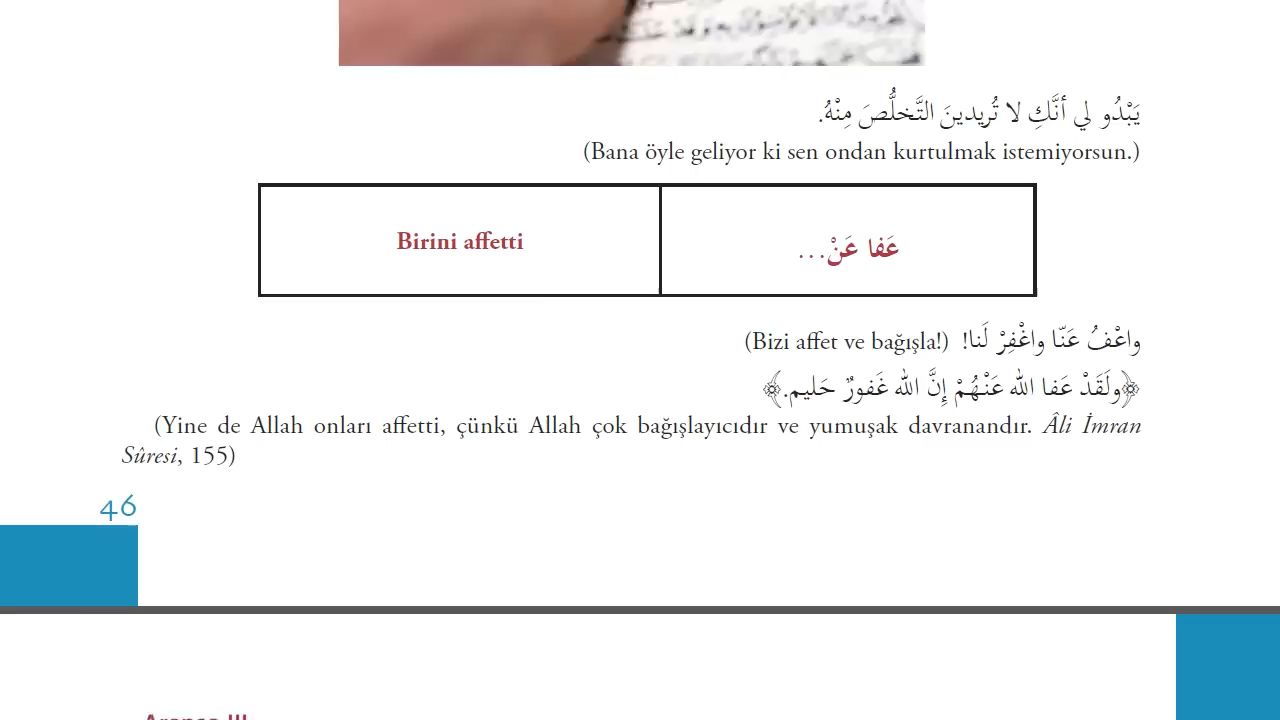 يَبْدُو لي أنَّكِ لا تُريدينَ التَّخلُّصَ مِنْهُ.
(Bana öyle geliyor ki sen ondan kurtulmak istemiyorsun.)
Birini affetti
عَفا عَنْ...
واعْفُ عَنّا واغْفِرْ لَنا! (Bizi affet ve bağışla!)
﴿ولَقَدْ عَفا الله عَنْهُمْ إنَّ الله غَفورٌ حَليم.﴾
(Yine de Allah onları affetti, çünkü Allah çok bağışlayıcıdır ve yumuşak davranandır. Âli İmran
Sûresi, 155)
46